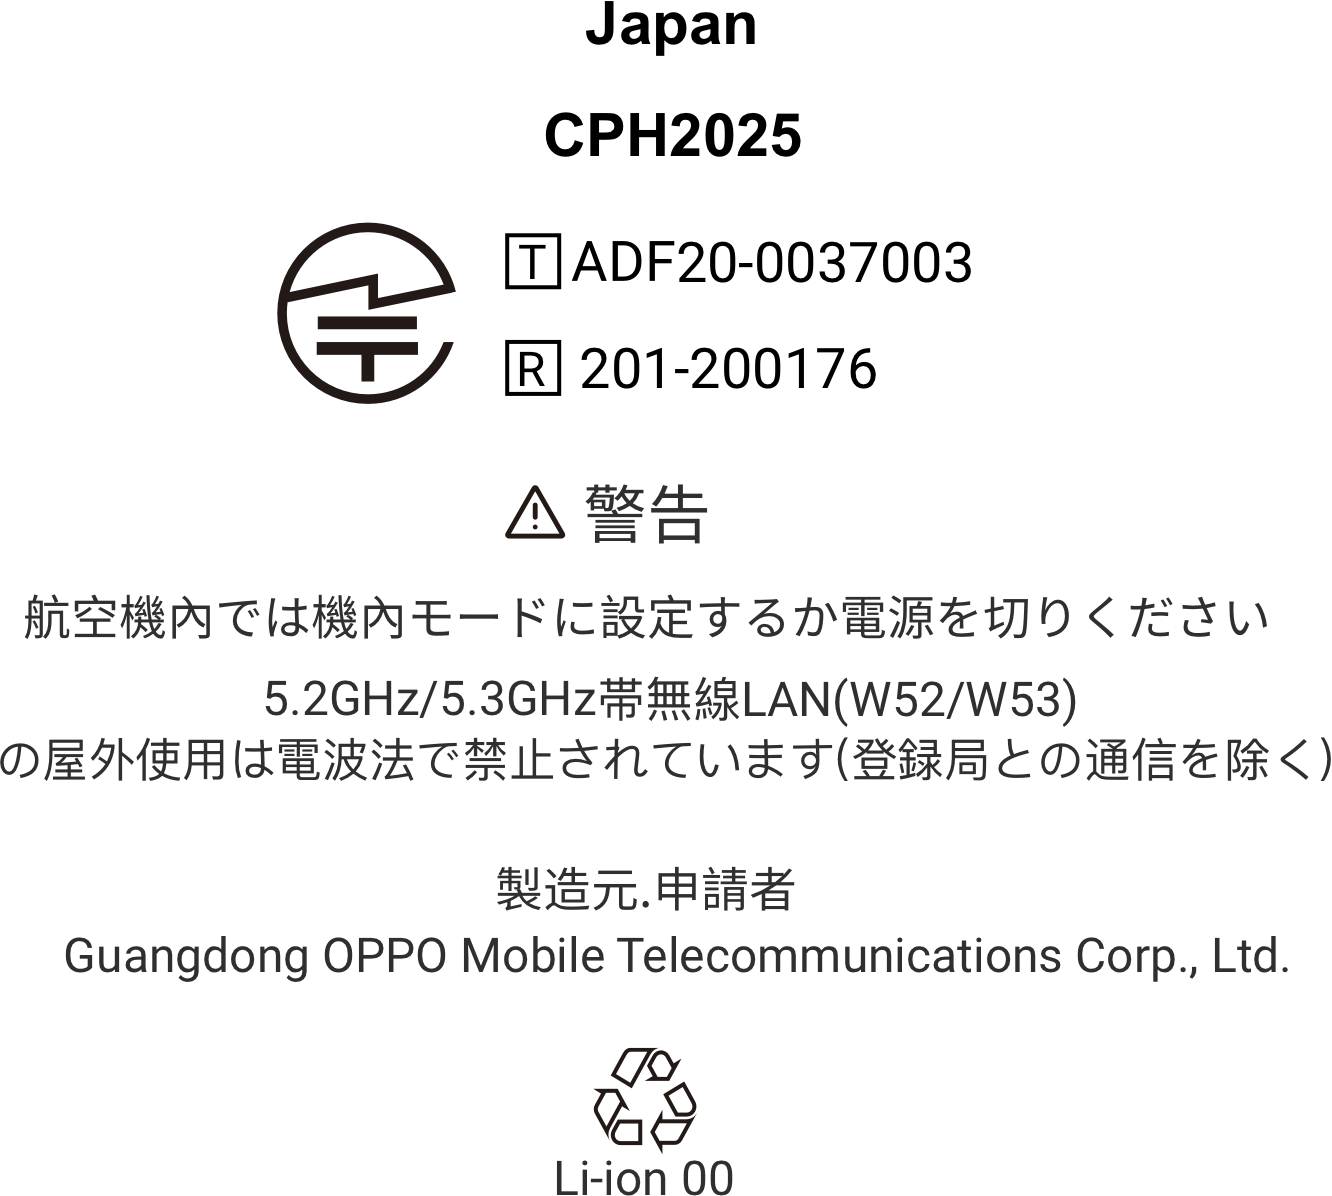 Japan
CPH2025
T ADF20-0037003
R 201-200176
警告
航空機內では機內モードに設定するか電源を切りください
5.2GHz/5.3GHz帯無線LAN(W52/W53)
の屋外使用は電波法で禁止されています(登録局との通信を除く)
製造元.申請者
Guangdong OPPO Mobile Telecommunications Corp., Ltd.
Li-ion 00